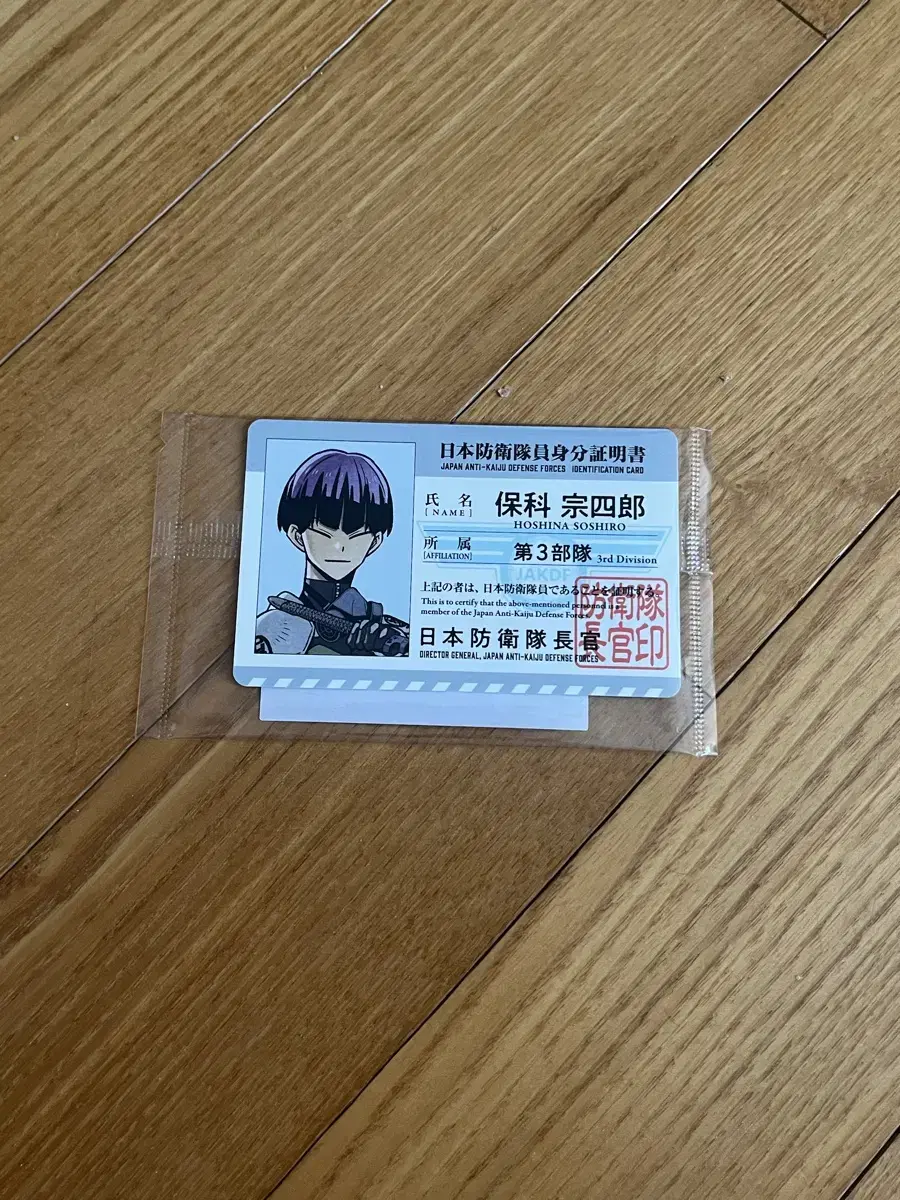 日本防衛隊員身分証明書
JAPAN ANTI-KAIJU DEFENSE FORCES IDENTIFICATION CARD
氏 名 保科 宗四郎
[NAME] HOSHINA SOSHIRO
所 属 第3部隊 3rd Division
[AFFILIATION]
JAKDF
上記の者は、日本防衛隊員であることを証明する。
This is to certify that the above-mentioned personnel is a
member of the Japan Anti-Kaiju Defense Forces.
日本防衛隊長官
DIRECTOR GENERAL, JAPAN ANTI-KAIJU DEFENSE FORCES
防衛隊
長官印